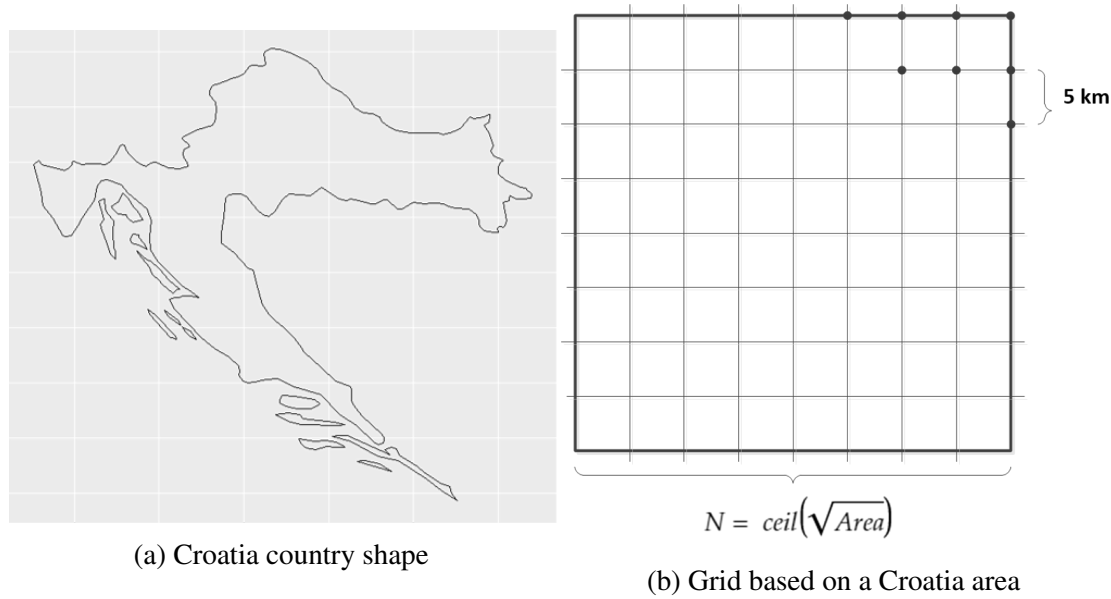 5 km
N = ceil(√Area)
(a) Croatia country shape
(b) Grid based on a Croatia area